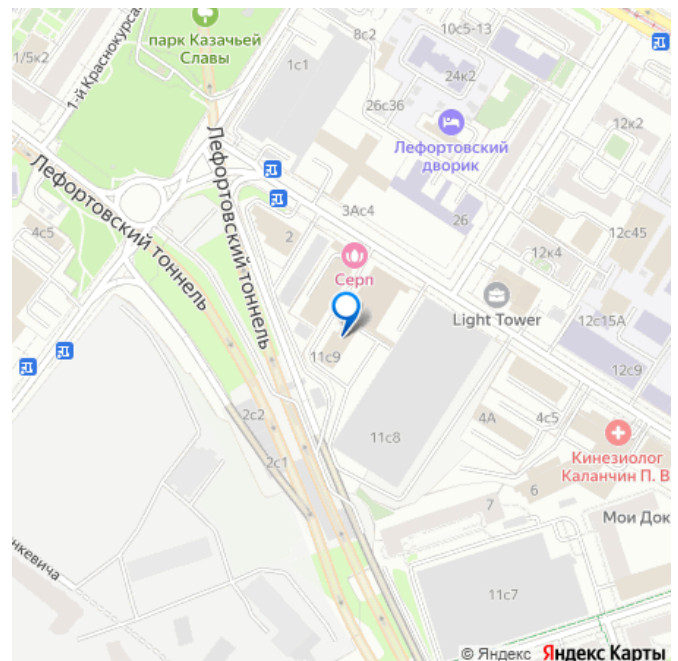 парк Казачьей
Славы
8с2
10с5-13
1/5к2
1-й Краснокурса
1с1
24к2
26с36
12к2
Лефортовский
дворик
Лефортовский тоннель
Лефортовский тоннель
3Ас4
26
12с45
4с5
2
12к4
Серп
Light Tower
12с15А
11с9
12с9
2с2
4А
4с5
11с8
Кинезиолог
Каланчин П. В
2с1
6
7
Мои Док
нкевича
11с7
© Яндекс Яндекс Карты